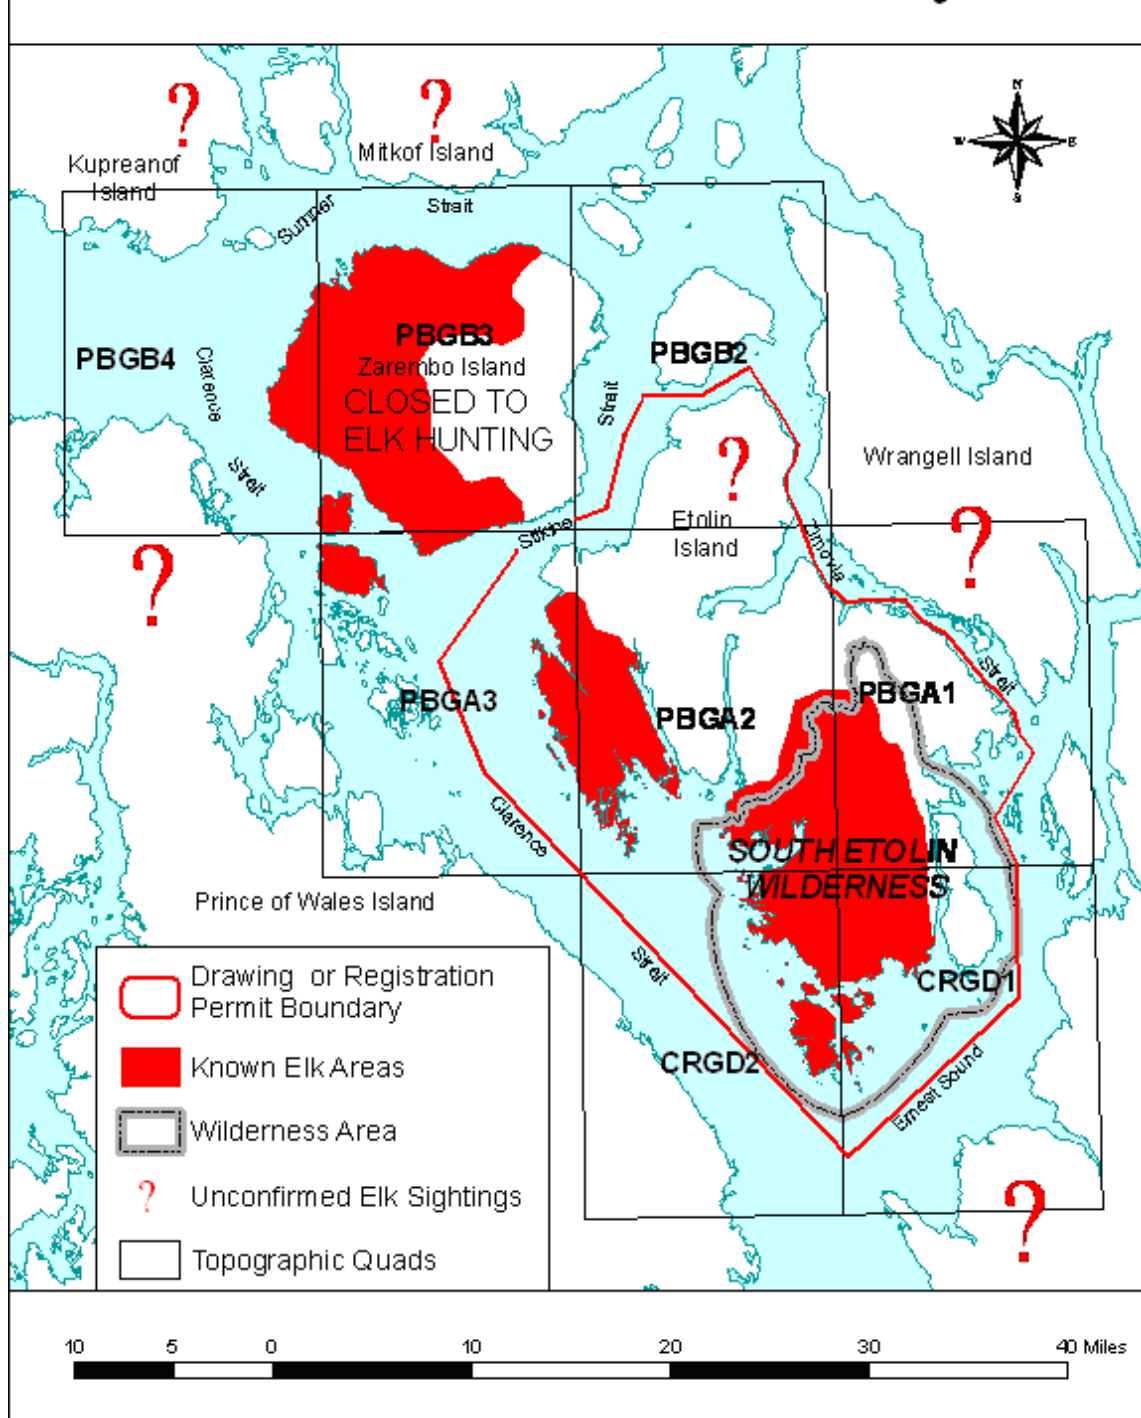 N
W
E
S
?
?
Kupreanof
Island
Mitkof Island
Sumner
Strait
PBGB4
Clarence
Strait
PBGB3
Zarembo Island
CLOSED TO
ELK HUNTING
Strait
PBGB2
?
Wrangell Island
Etolin
Island
Stikine
Zimovia
?
?
Strait
PBGA3
PBGA2
PBGA1
Clarence
SOUTH ETOLIN
WILDERNESS
Prince of Wales Island
Strait
CRGD1
CRGD2
Ernest Sound
?
Drawing or Registration
Permit Boundary
Known Elk Areas
Wilderness Area
? Unconfirmed Elk Sightings
Topographic Quads
10 5 0 10 20 30 40 Miles